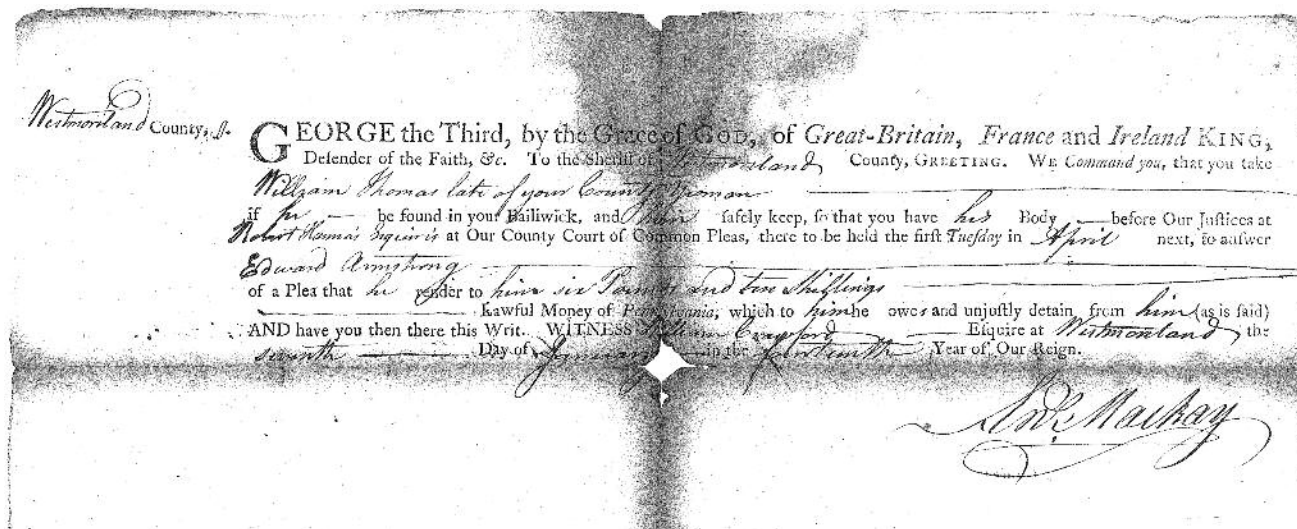 Westmorland County, ss.
GEORGE the Third, by the Grace of GOD, of Great-Britain, France and Ireland KING,
Defender of the Faith, &c. To the Sheriff of Westmorland County, GREETING. WE Command you, that you take
William Thomas late of your County Yeoman
if he be found in your Bailiwick, and him safely keep, so that you have his Body before Our Justices at
Robert Hanna's Esquire is at Our County Court of Common Pleas, there to be held the first Tuesday in April next, to answer
Edward Armstrong
of a Plea that he render to him six Pounds and ten Shillings
Lawful Money of Pennsylvania, which to him he owes and unjustly detain from him (as is said)
AND have you then there this Writ. WITNESS William Crawford Esquire at Westmorland the
seventh Day of January in the fourteenth Year of Our Reign.
Andw. Mackay